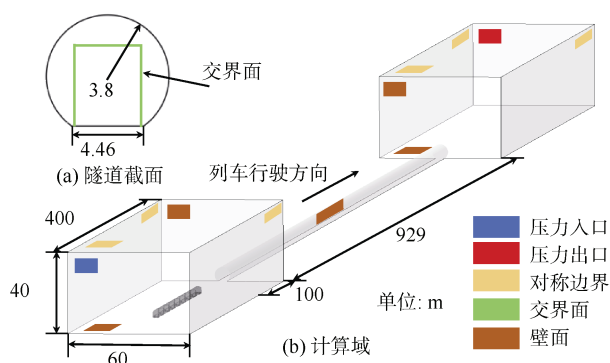 3.8
交界面
4.46
(a) 隧道截面
列车行驶方向
400
929
40
100
60
单位: m
(b) 计算域
压力入口
压力出口
对称边界
交界面
壁面